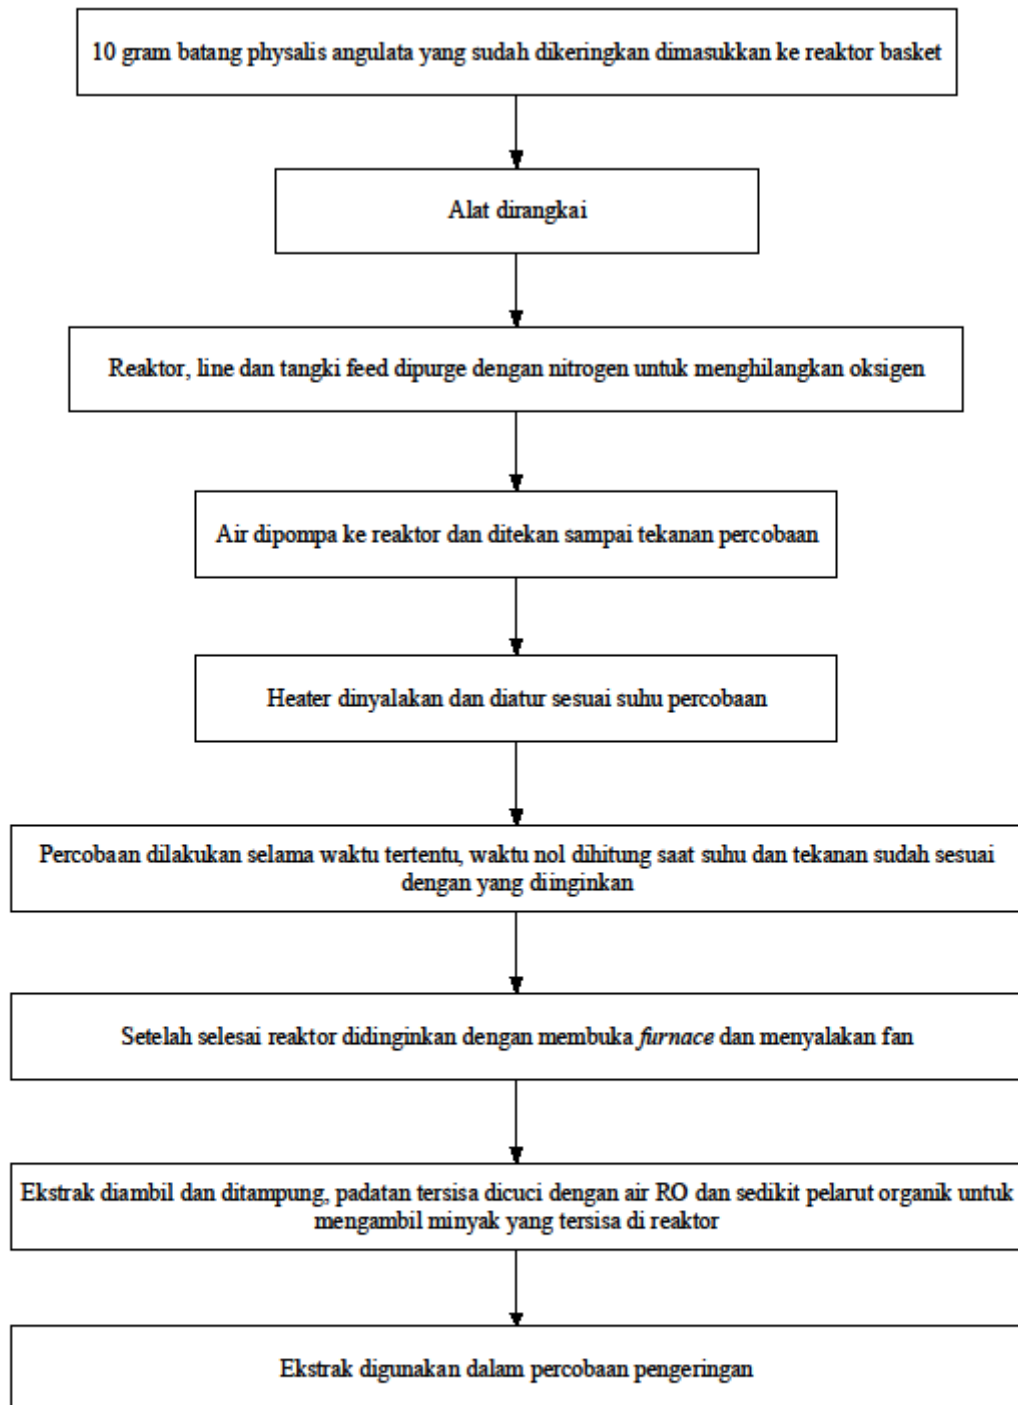 10 gram batang physalis angulata yang sudah dikeringkan dimasukkan ke reaktor basket
Alat dirangkai
Reaktor, line dan tangki feed dipurge dengan nitrogen untuk menghilangkan oksigen
Air dipompa ke reaktor dan ditekan sampai tekanan percobaan
Heater dinyalakan dan diatur sesuai suhu percobaan
Percobaan dilakukan selama waktu tertentu, waktu nol dihitung saat suhu dan tekanan sudah sesuai
dengan yang diinginkan
Setelah selesai reaktor didinginkan dengan membuka furnace dan menyalakan fan
Ekstrak diambil dan ditampung, padatan tersisa dicuci dengan air RO dan sedikit pelarut organik untuk
mengambil minyak yang tersisa di reaktor
Ekstrak digunakan dalam percobaan pengeringan